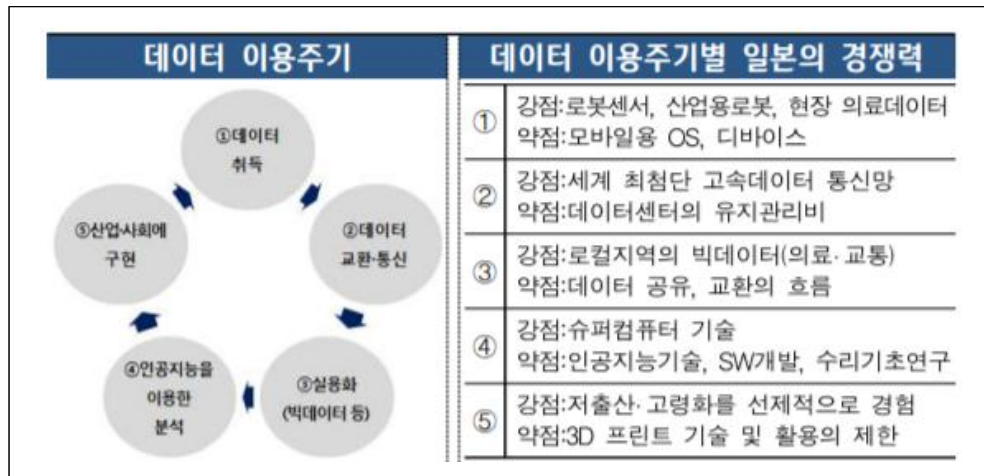 데이터 이용주기
①데이터
취득
②데이터
교환·통신
③실용화
(빅데이터 등)
④인공지능을
이용한
분석
⑤산업·사회에
구현
데이터 이용주기별 일본의 경쟁력
①
강점:로봇센서, 산업용로봇, 현장 의료데이터
약점:모바일용 OS, 디바이스
②
강점:세계 최첨단 고속데이터 통신망
약점:데이터센터의 유지관리비
③
강점:로컬지역의 빅데이터(의료·교통)
약점:데이터 공유, 교환의 흐름
④
강점:슈퍼컴퓨터 기술
약점:인공지능기술, SW개발, 수리기초연구
⑤
강점:저출산·고령화를 선제적으로 경험
약점:3D 프린트 기술 및 활용의 제한